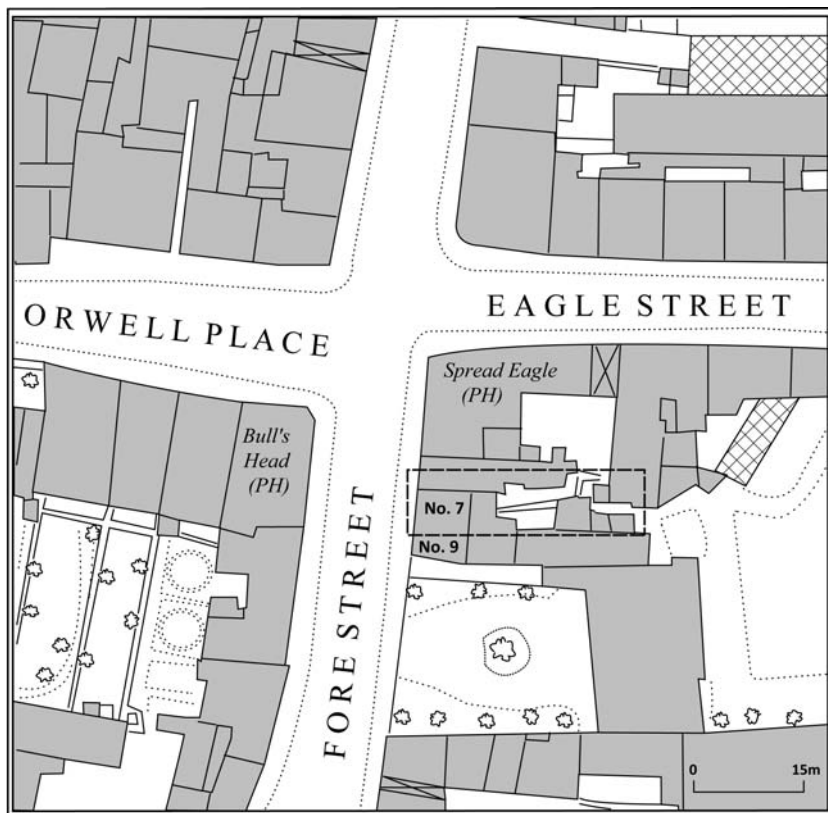 ORWELL PLACE
EAGLE STREET
Spread Eagle
(PH)
Bull's
Head
(PH)
FORE STREET
No. 7
No. 9
0 15m